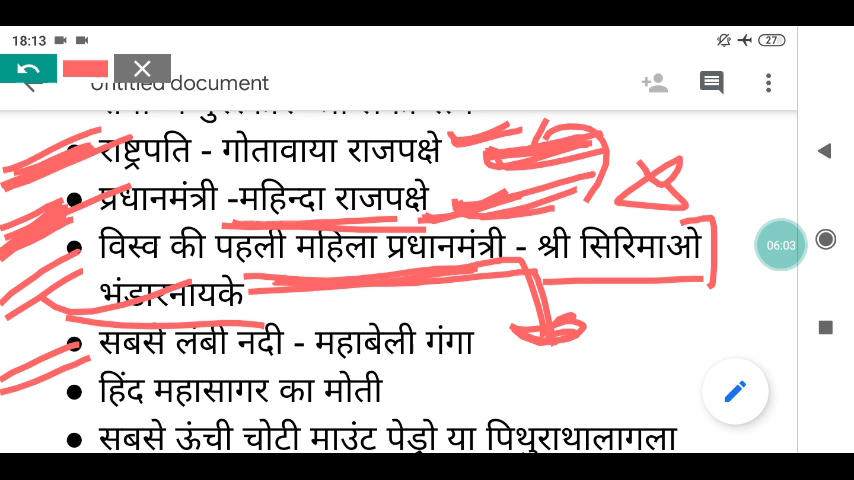 18:13
27
Untitled document
राष्ट्रपति - गोतावाया राजपक्षे
प्रधानमंत्री -महिन्दा राजपक्षे
विस्व की पहली महिला प्रधानमंत्री - श्री सिरिमाओ
भंडारनायके
06:03
सबसे लंबी नदी - महाबेली गंगा
हिंद महासागर का मोती
सबसे ऊंची चोटी माउंट पेड्रो या पिथुराथालागला